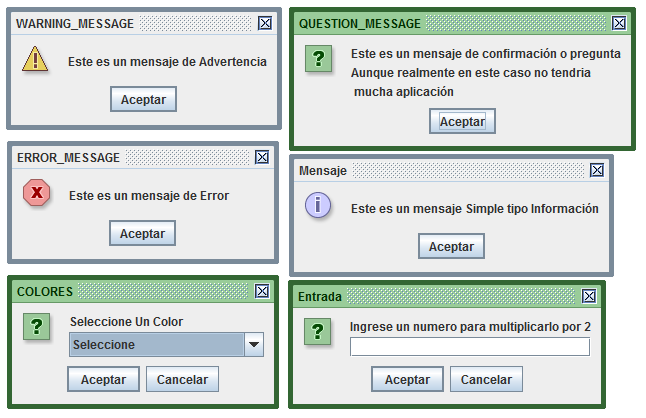 WARNING_MESSAGE
Este es un mensaje de Advertencia
Aceptar
QUESTION_MESSAGE
Este es un mensaje de confirmación o pregunta
Aunque realmente en este caso no tendria
mucha aplicación
Aceptar
ERROR_MESSAGE
Este es un mensaje de Error
Aceptar
Mensaje
Este es un mensaje Simple tipo Información
Aceptar
COLORES
Seleccione Un Color
Seleccione
Aceptar Cancelar
Entrada
Ingrese un numero para multiplicarlo por 2
Aceptar Cancelar